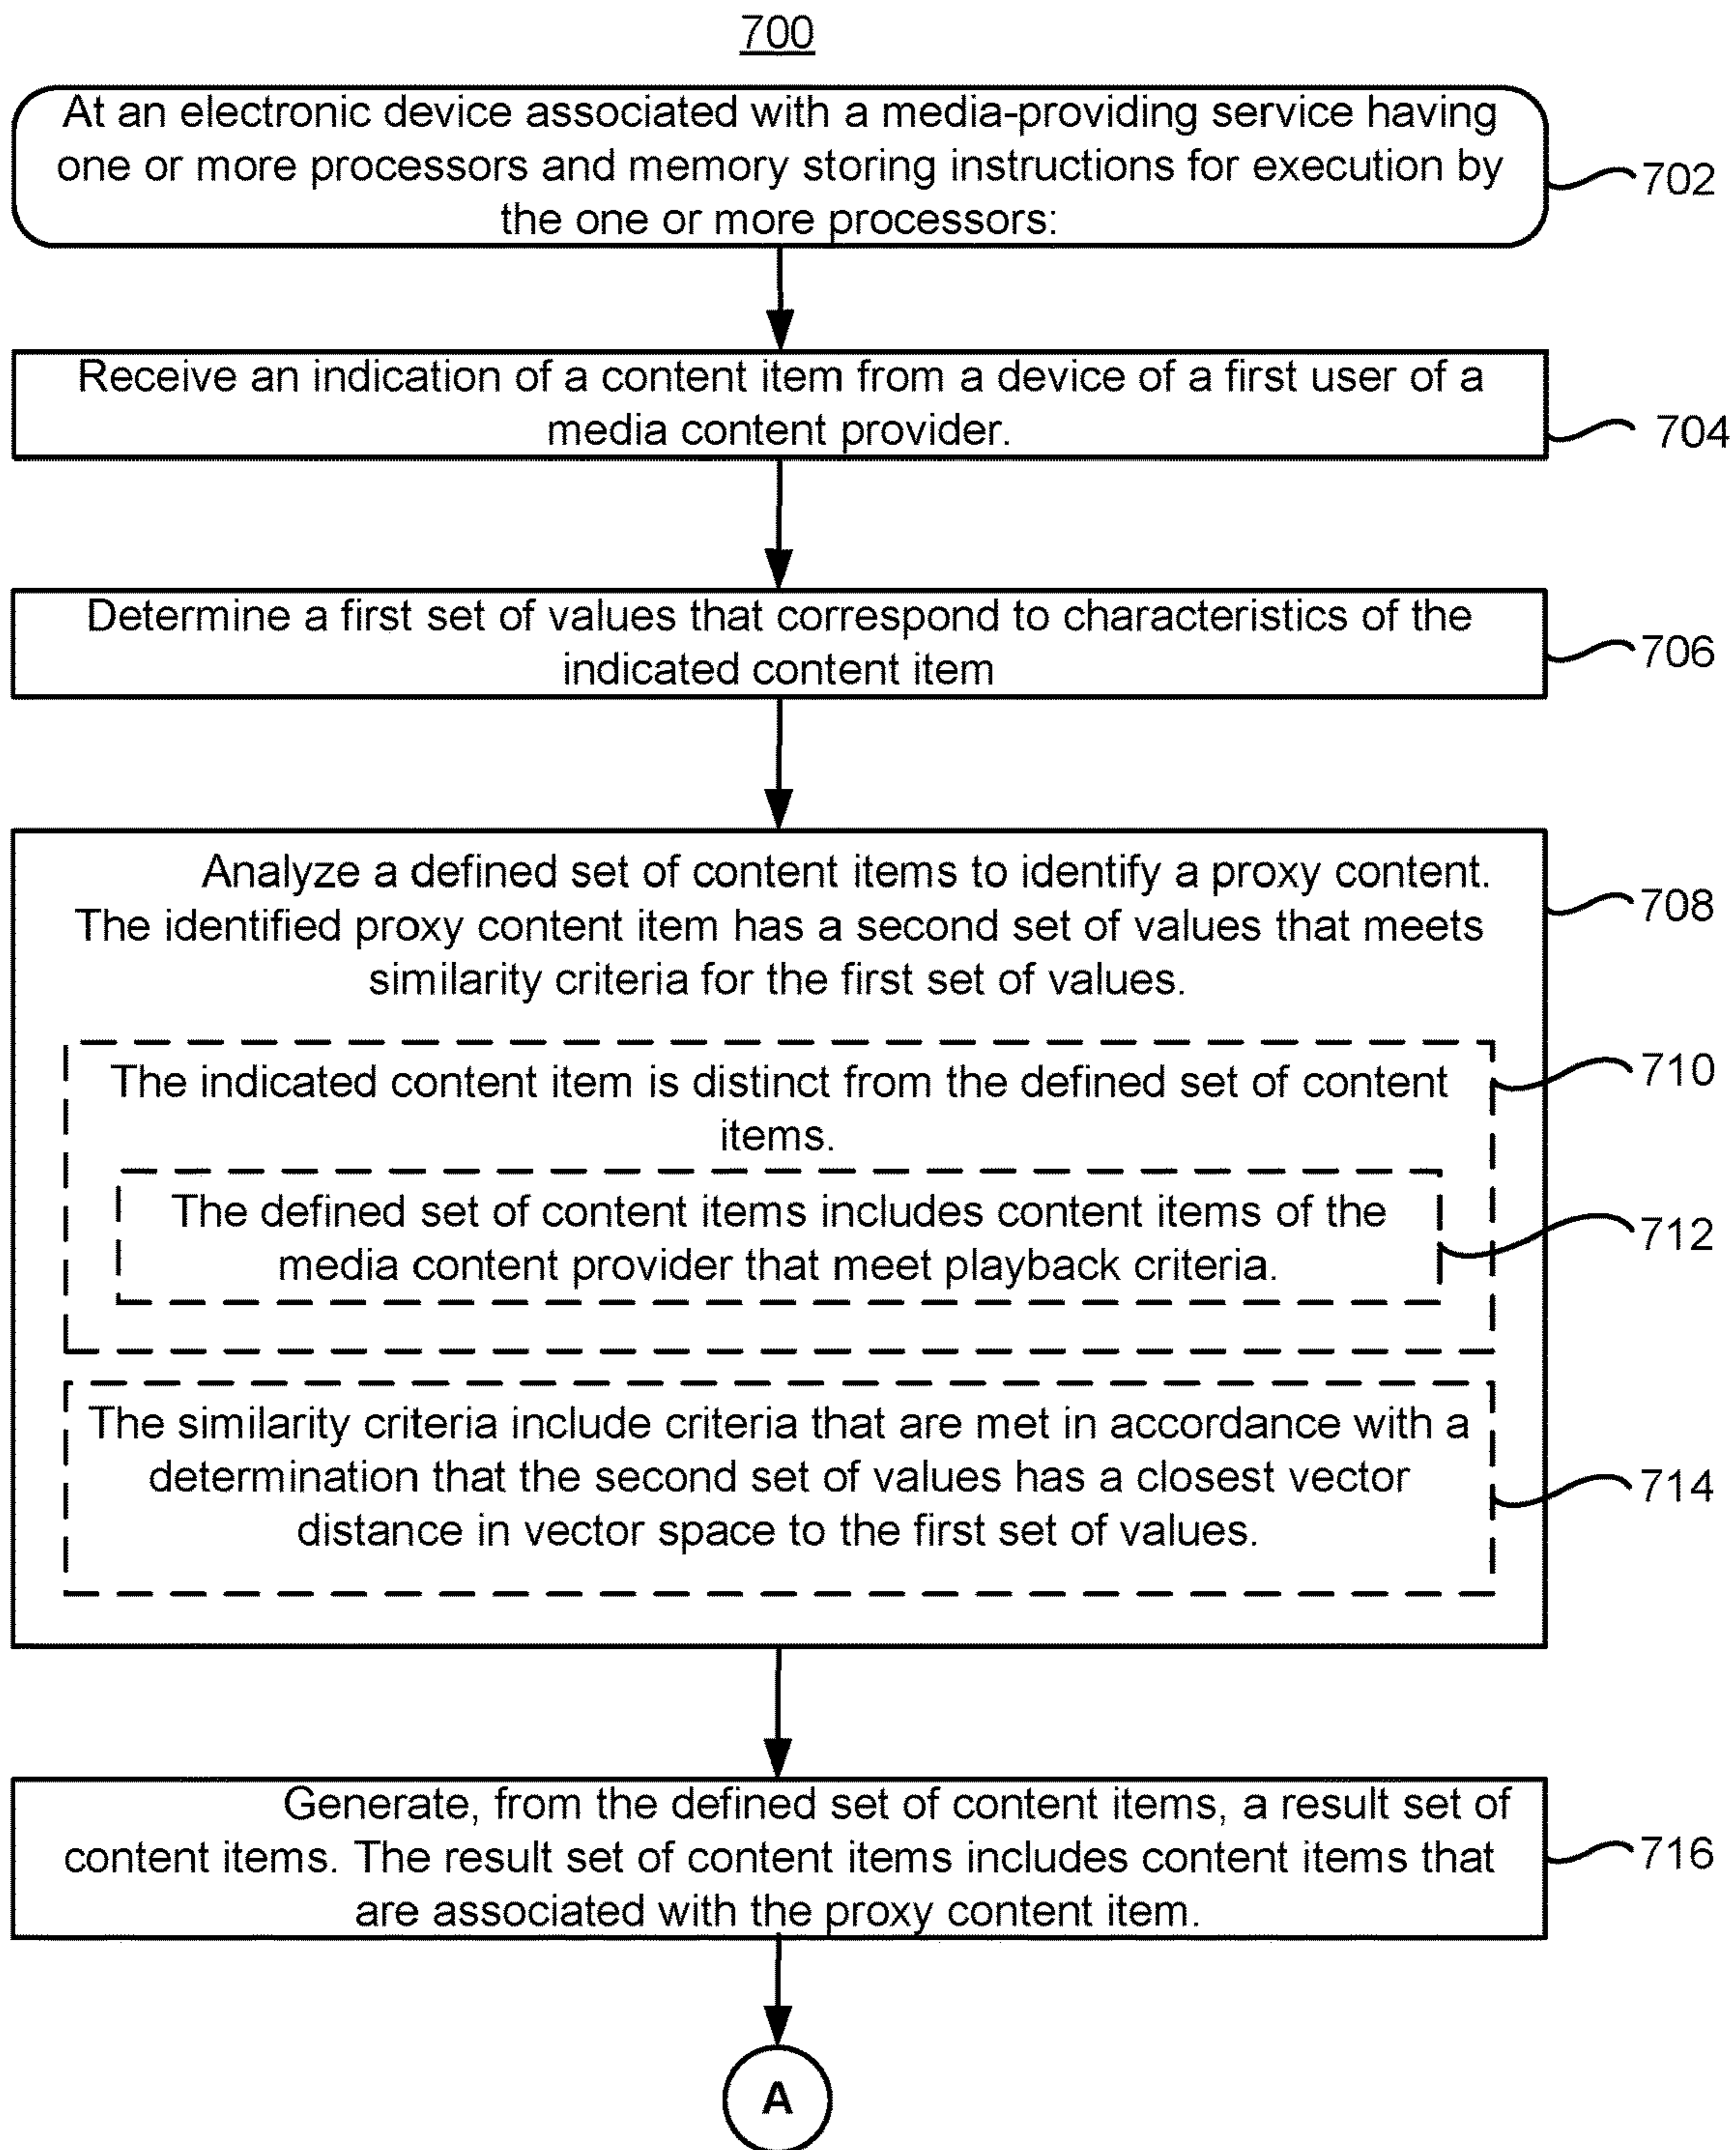 700
At an electronic device associated with a media-providing service having
one or more processors and memory storing instructions for execution by
the one or more processors:
702
Receive an indication of a content item from a device of a first user of a
media content provider.
704
Determine a first set of values that correspond to characteristics of the
indicated content item
706
Analyze a defined set of content items to identify a proxy content.
The identified proxy content item has a second set of values that meets
similarity criteria for the first set of values.
708
The indicated content item is distinct from the defined set of content
items.
710
The defined set of content items includes content items of the
media content provider that meet playback criteria.
712
The similarity criteria include criteria that are met in accordance with a
determination that the second set of values has a closest vector
distance in vector space to the first set of values.
714
Generate, from the defined set of content items, a result set of
content items. The result set of content items includes content items that
are associated with the proxy content item.
716
A